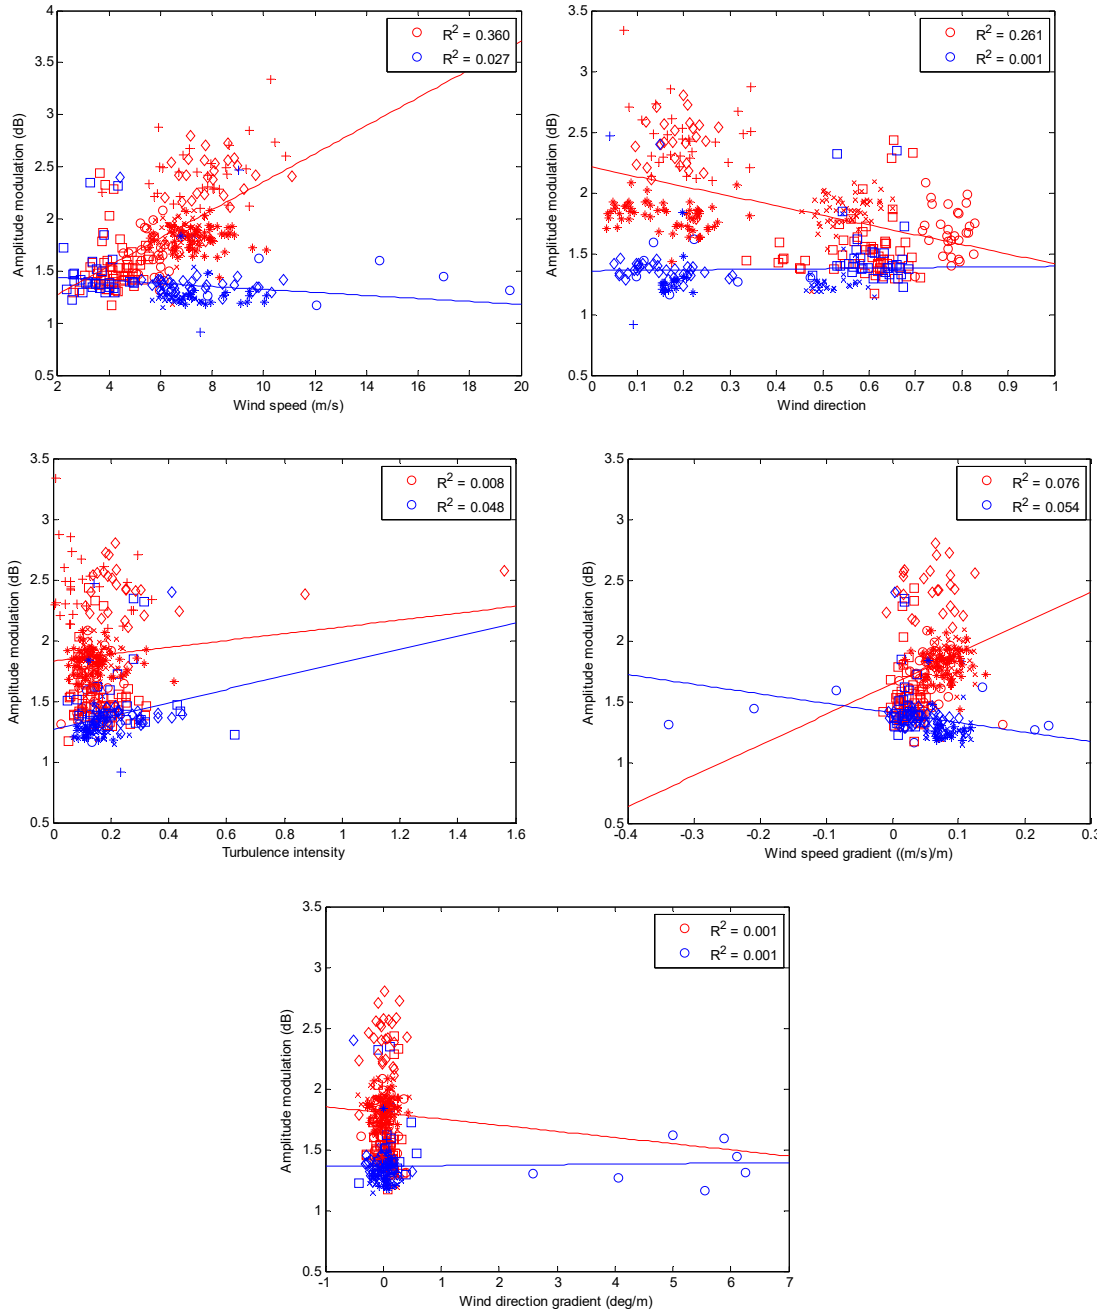 4
3.5
3
2.5
2
1.5
1
0.5
2 4 6 8 10 12 14 16 18 20
Amplitude modulation (dB)
Wind speed (m/s)
R² = 0.360
R² = 0.027
3.5
3
2.5
2
1.5
1
0.5
0 0.1 0.2 0.3 0.4 0.5 0.6 0.7 0.8 0.9 1
Amplitude modulation (dB)
Wind direction
R² = 0.261
R² = 0.001
3.5
3
2.5
2
1.5
1
0.5
0 0.2 0.4 0.6 0.8 1 1.2 1.4 1.6
Amplitude modulation (dB)
Turbulence intensity
R² = 0.008
R² = 0.048
3.5
3
2.5
2
1.5
1
0.5
-0.4 -0.3 -0.2 -0.1 0 0.1 0.2 0.3
Amplitude modulation (dB)
Wind speed gradient ((m/s)/m)
R² = 0.076
R² = 0.054
3.5
3
2.5
2
1.5
1
0.5
-1 0 1 2 3 4 5 6 7
Amplitude modulation (dB)
Wind direction gradient (deg/m)
R² = 0.001
R² = 0.001